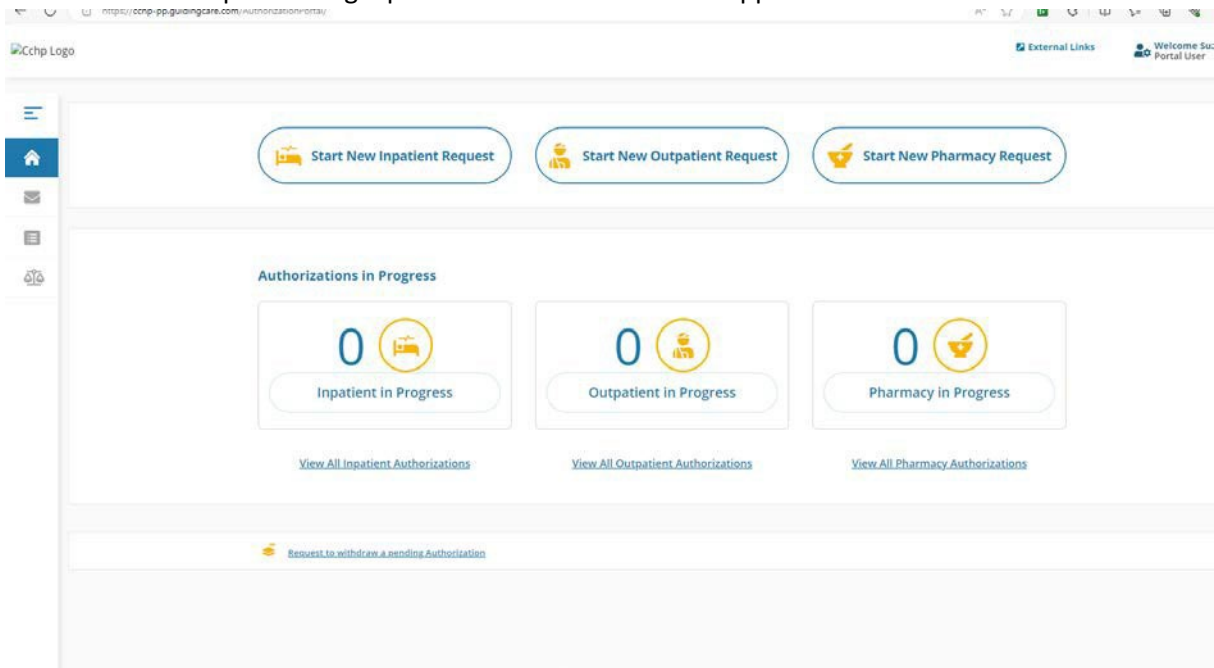 https://cchp-pp.guidingcare.com/AuthorizationPortal/
Cchp Logo
External Links
Welcome Su
Portal User
Start New Inpatient Request
Start New Outpatient Request
Start New Pharmacy Request
Authorizations in Progress
0
0
0
Inpatient in Progress
Outpatient in Progress
Pharmacy in Progress
View All Inpatient Authorizations
View All Outpatient Authorizations
View All Pharmacy Authorizations
Request to withdraw a pending Authorization